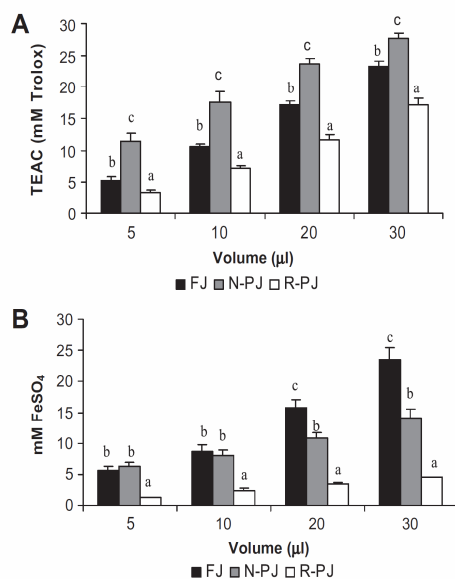 A
TEAC (mM Trolox)
30
25
20
15
10
5
0
b c a
b c a
b c a
b c a
5 10 20 30
Volume (µl)
FJ N-PJ R-PJ
B
mM FeSO₄
30
25
20
15
10
5
0
b b a
b b a
c b a
c b a
5 10 20 30
Volume (µl)
FJ N-PJ R-PJ